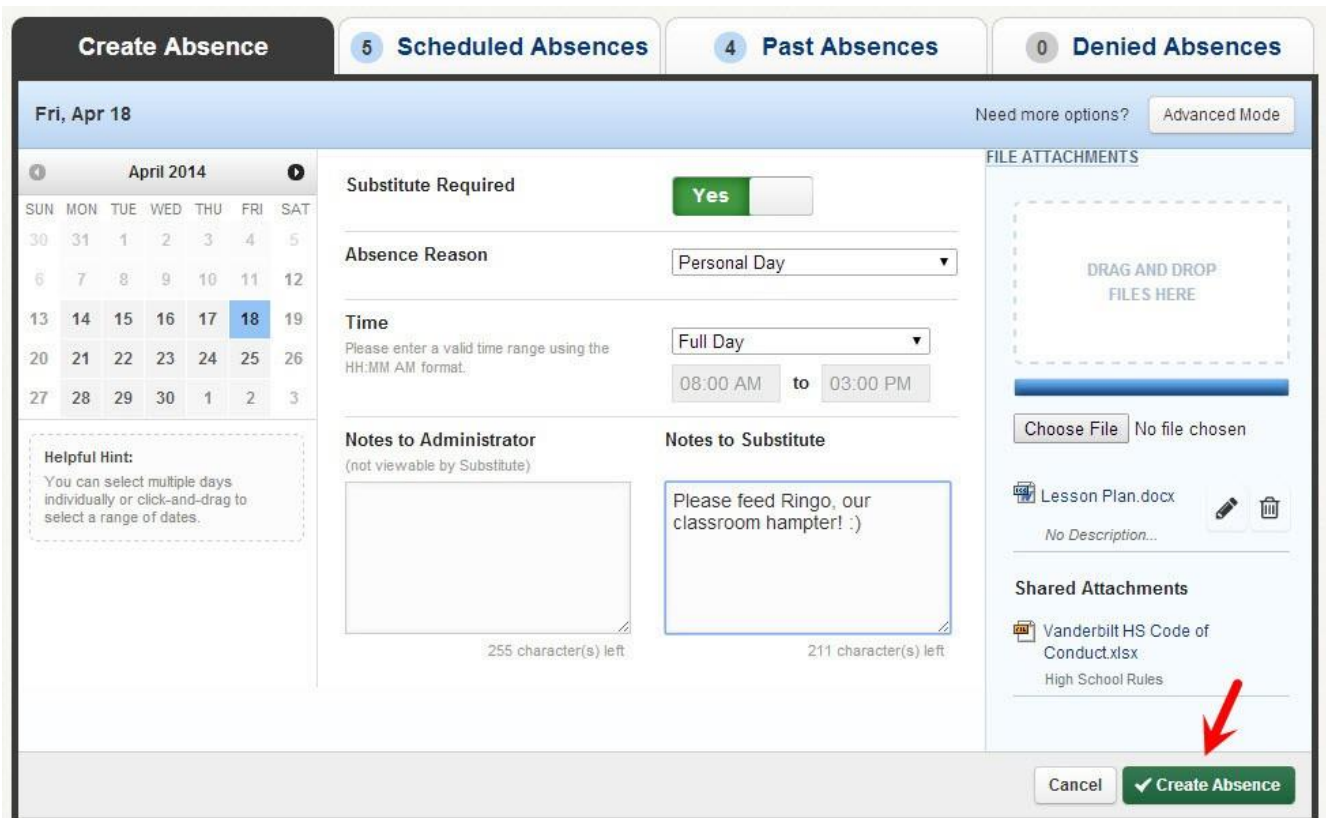 Create Absence
5 Scheduled Absences
4 Past Absences
0 Denied Absences
Fri, Apr 18
Need more options?
Advanced Mode
April 2014
SUN MON TUE WED THU FRI SAT
30 31 1 2 3 4 5
6 7 8 9 10 11 12
13 14 15 16 17 18 19
20 21 22 23 24 25 26
27 28 29 30 1 2 3
Helpful Hint:
You can select multiple days
individually or click-and-drag to
select a range of dates.
Substitute Required
Yes
Absence Reason
Personal Day
Time
Please enter a valid time range using the
HH:MM AM format.
Full Day
08:00 AM to 03:00 PM
Notes to Administrator
(not viewable by Substitute)
255 character(s) left
Notes to Substitute
Please feed Ringo, our
classroom hampter! :)
211 character(s) left
FILE ATTACHMENTS
DRAG AND DROP
FILES HERE
Choose File No file chosen
Lesson Plan.docx
No Description...
Shared Attachments
Vanderbilt HS Code of
Conduct.xlsx
High School Rules
Cancel
Create Absence